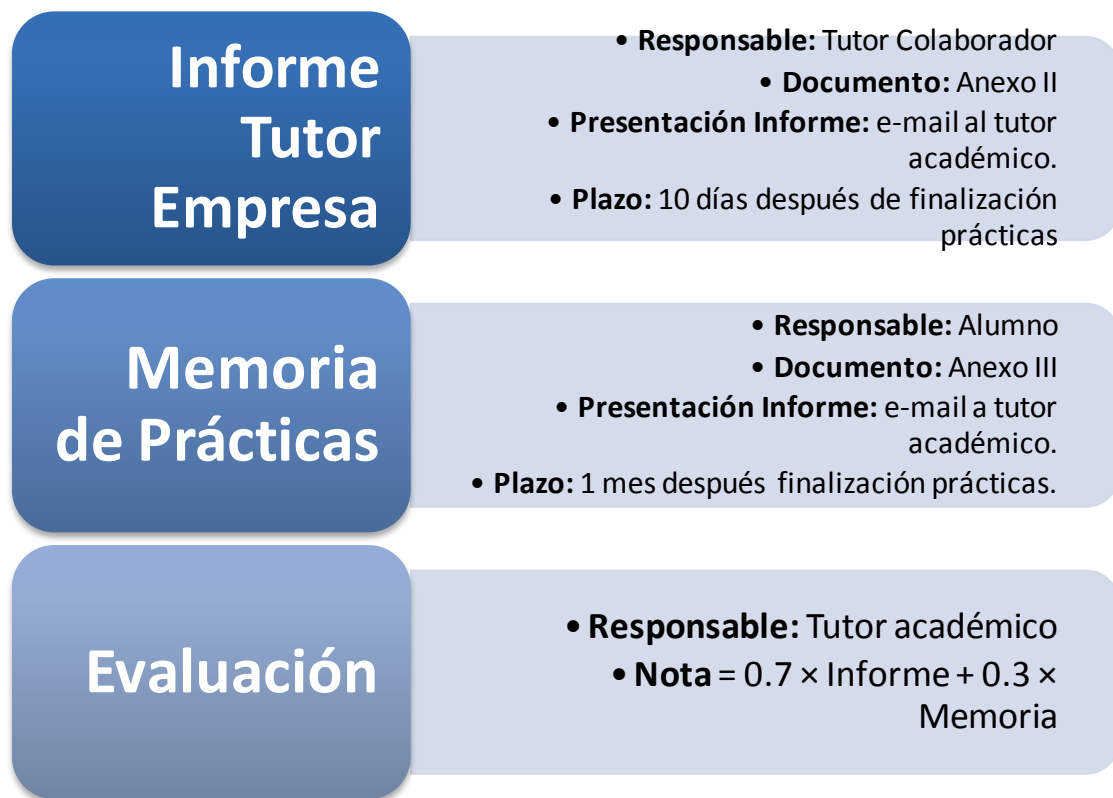 Informe
Tutor
Empresa
• Responsable: Tutor Colaborador
• Documento: Anexo II
• Presentación Informe: e-mail al tutor
académico.
• Plazo: 10 días después de finalización
prácticas
Memoria
de Prácticas
• Responsable: Alumno
• Documento: Anexo III
• Presentación Informe: e-mail a tutor
académico.
• Plazo: 1 mes después finalización prácticas.
Evaluación
• Responsable: Tutor académico
• Nota = 0.7 × Informe + 0.3 ×
Memoria